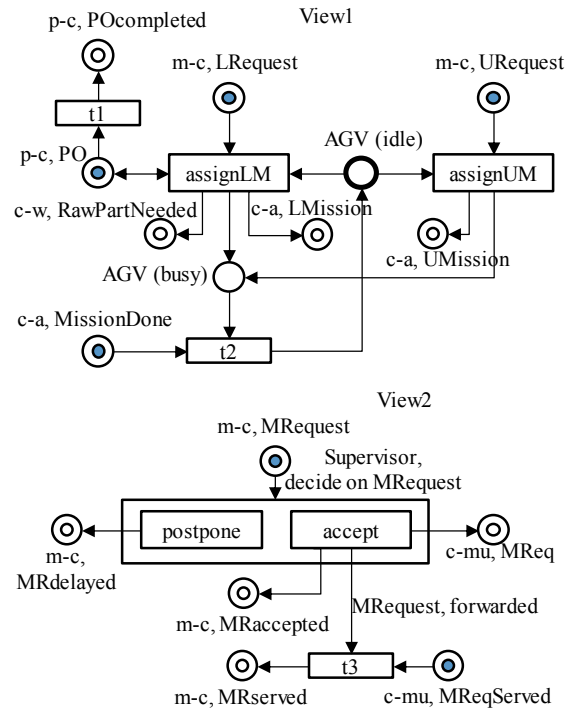 View1
p-c, POcompleted
m-c, LRequest
m-c, URequest
t1
AGV (idle)
p-c, PO
assignLM
assignUM
c-w, RawPartNeeded
c-a, LMission
c-a, UMission
AGV (busy)
c-a, MissionDone
t2
View2
m-c, MRequest
Supervisor,
decide on MRequest
postpone
accept
m-c,
MRdelayed
c-mu, MReq
m-c, MRaccepted
MRequest, forwarded
t3
m-c, MRserved
c-mu, MReqServed